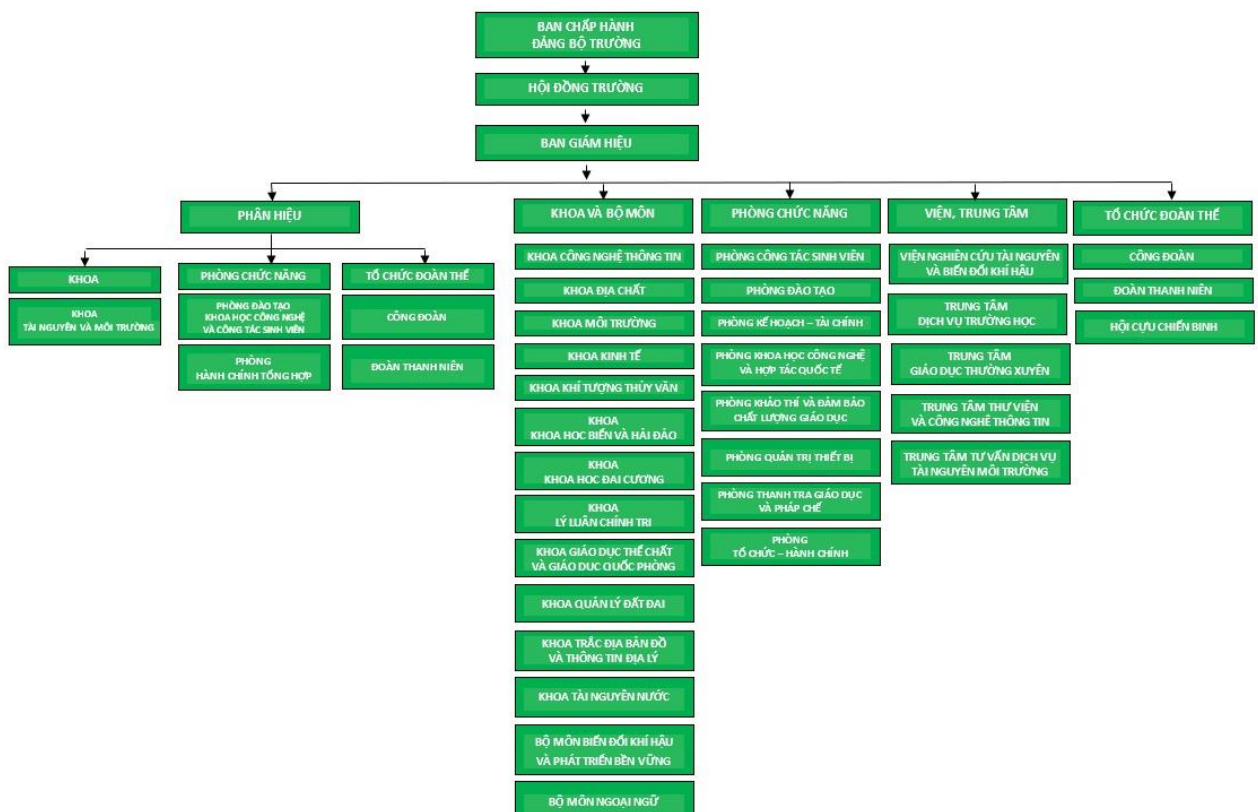 BAN CHẤP HÀNH
ĐẢNG BỘ TRƯỜNG
HỘI ĐỒNG TRƯỜNG
BAN GIÁM HIỆU
PHÂN HIỆU
KHOA
KHOA
TÀI NGUYÊN VÀ MÔI TRƯỜNG
PHÒNG CHỨC NĂNG
PHÒNG ĐÀO TẠO
KHOA HỌC CÔNG NGHỆ
VÀ CÔNG TÁC SINH VIÊN
PHÒNG
HÀNH CHÍNH TỔNG HỢP
TỔ CHỨC ĐOÀN THỂ
CÔNG ĐOÀN
ĐOÀN THANH NIÊN
KHOA VÀ BỘ MÔN
KHOA CÔNG NGHỆ THÔNG TIN
KHOA ĐỊA CHẤT
KHOA MÔI TRƯỜNG
KHOA KINH TẾ
KHOA KHÍ TƯỢNG THỦY VĂN
KHOA
KHOA HỌC BIỂN VÀ HẢI ĐẢO
KHOA
KHOA HỌC ĐẠI CƯƠNG
KHOA
LÝ LUẬN CHÍNH TRỊ
KHOA GIÁO DỤC THỂ CHẤT
VÀ GIÁO DỤC QUỐC PHÒNG
KHOA QUẢN LÝ ĐẤT ĐAI
KHOA TRẮC ĐỊA BẢN ĐỒ
VÀ THÔNG TIN ĐỊA LÝ
KHOA TÀI NGUYÊN NƯỚC
BỘ MÔN BIẾN ĐỔI KHÍ HẬU
VÀ PHÁT TRIỂN BỀN VỮNG
BỘ MÔN NGOẠI NGỮ
PHÒNG CHỨC NĂNG
PHÒNG CÔNG TÁC SINH VIÊN
PHÒNG ĐÀO TẠO
PHÒNG KẾ HOẠCH – TÀI CHÍNH
PHÒNG KHOA HỌC CÔNG NGHỆ
VÀ HỢP TÁC QUỐC TẾ
PHÒNG KHẢO THÍ VÀ ĐẢM BẢO
CHẤT LƯỢNG GIÁO DỤC
PHÒNG QUẢN TRỊ THIẾT BỊ
PHÒNG THANH TRA GIÁO DỤC
VÀ PHÁP CHẾ
PHÒNG
TỔ CHỨC – HÀNH CHÍNH
VIỆN, TRUNG TÂM
VIỆN NGHIÊN CỨU TÀI NGUYÊN
VÀ BIẾN ĐỔI KHÍ HẬU
TRUNG TÂM
DỊCH VỤ TRƯỜNG HỌC
TRUNG TÂM
GIÁO DỤC THƯỜNG XUYÊN
TRUNG TÂM THƯ VIỆN
VÀ CÔNG NGHỆ THÔNG TIN
TRUNG TÂM TƯ VẤN DỊCH VỤ
TÀI NGUYÊN MÔI TRƯỜNG
TỔ CHỨC ĐOÀN THỂ
CÔNG ĐOÀN
ĐOÀN THANH NIÊN
HỘI CỰU CHIẾN BINH